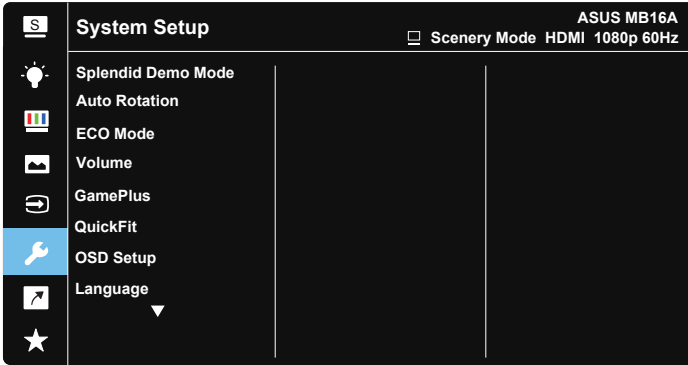 S
System Setup
ASUS MB16A
Scenery Mode HDMI 1080p 60Hz
Splendid Demo Mode
Auto Rotation
ECO Mode
Volume
GamePlus
QuickFit
OSD Setup
Language